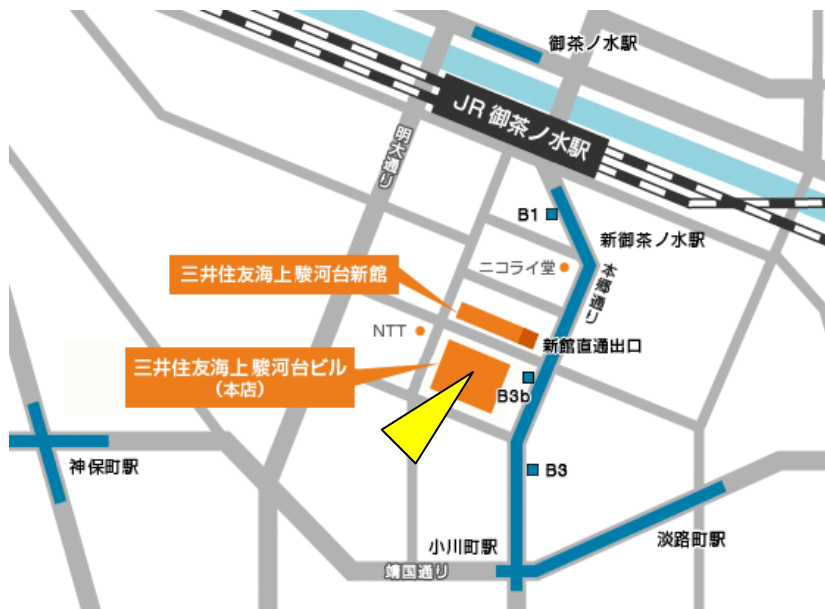 御茶ノ水駅
JR 御茶ノ水駅
明大通り
B1
新御茶ノ水駅
ニコライ堂
本郷通り
三井住友海上 駿河台新館
NTT
新館直通出口
三井住友海上 駿河台ビル
（本店）
B3b
神保町駅
B3
小川町駅
淡路町駅
靖国通り